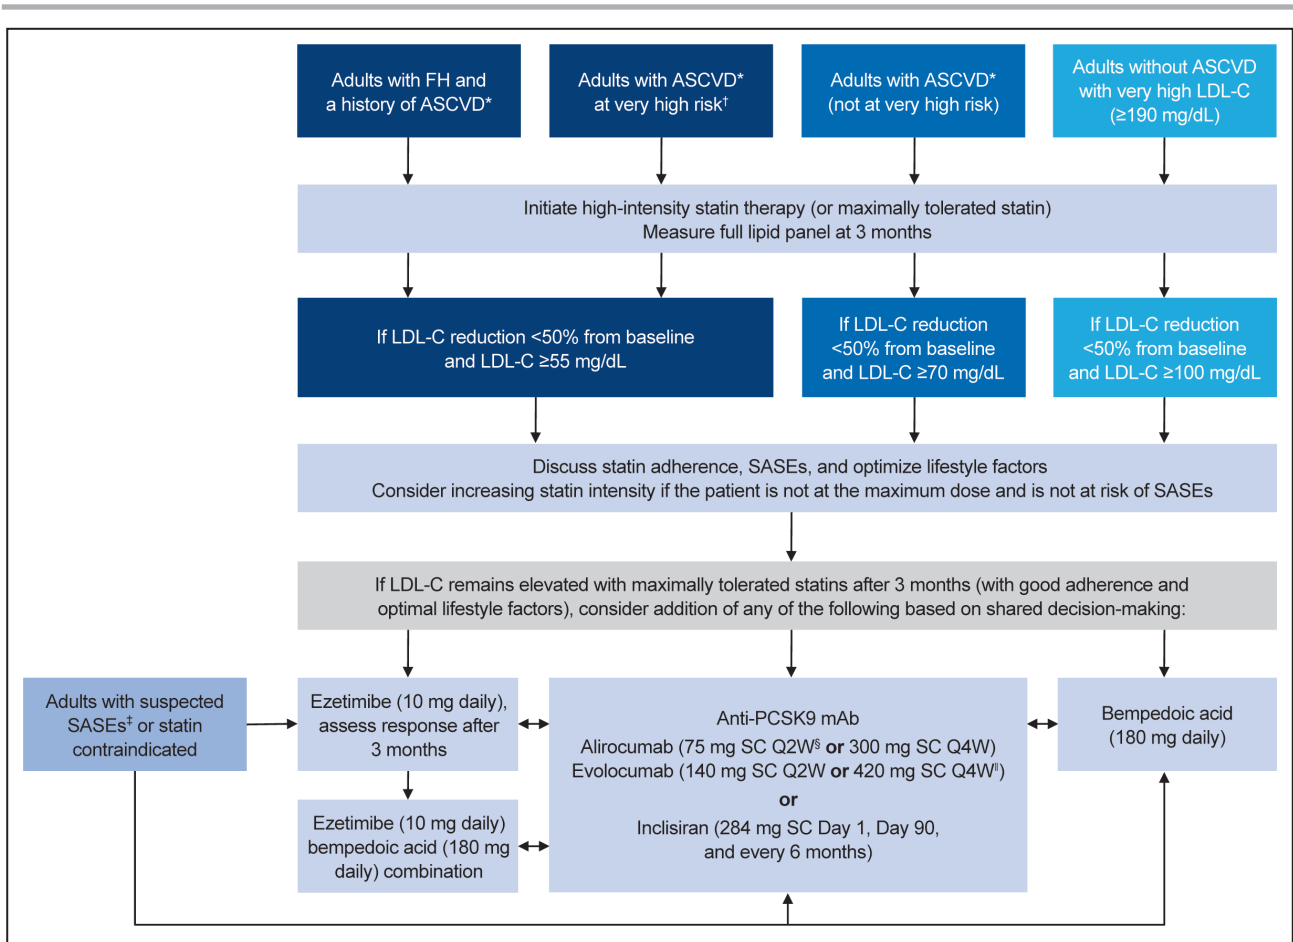 Adults with FH and
a history of ASCVD*
Adults with ASCVD*
at very high risk†
Adults with ASCVD*
(not at very high risk)
Adults without ASCVD
with very high LDL-C
(≥190 mg/dL)
Initiate high-intensity statin therapy (or maximally tolerated statin)
Measure full lipid panel at 3 months
If LDL-C reduction <50% from baseline
and LDL-C ≥55 mg/dL
If LDL-C reduction
<50% from baseline
and LDL-C ≥70 mg/dL
If LDL-C reduction
<50% from baseline
and LDL-C ≥100 mg/dL
Discuss statin adherence, SASEs, and optimize lifestyle factors
Consider increasing statin intensity if the patient is not at the maximum dose and is not at risk of SASEs
If LDL-C remains elevated with maximally tolerated statins after 3 months (with good adherence and
optimal lifestyle factors), consider addition of any of the following based on shared decision-making:
Adults with suspected
SASEs‡ or statin
contraindicated
Ezetimibe (10 mg daily),
assess response after
3 months
Ezetimibe (10 mg daily)
bempedoic acid (180 mg
daily) combination
Anti-PCSK9 mAb
Alirocumab (75 mg SC Q2W§ or 300 mg SC Q4W)
Evolocumab (140 mg SC Q2W or 420 mg SC Q4W‖)
or
Inclisiran (284 mg SC Day 1, Day 90,
and every 6 months)
Bempedoic acid
(180 mg daily)